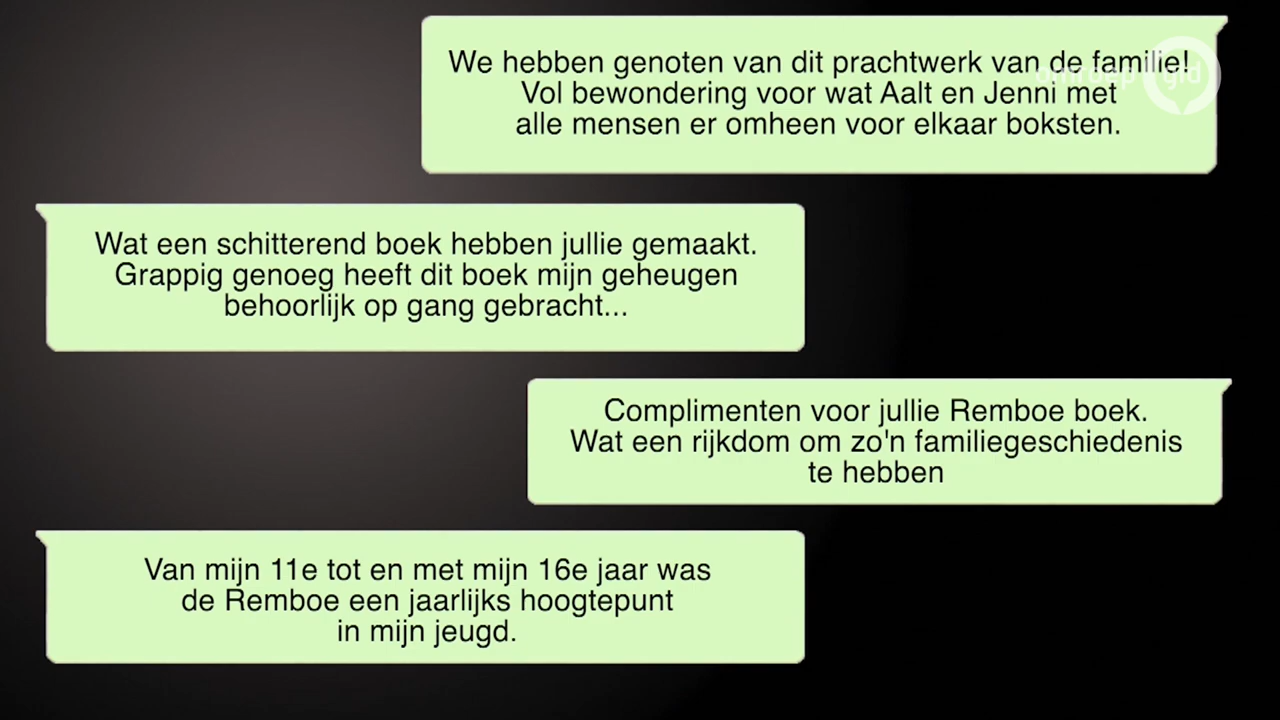 We hebben genoten van dit prachtwerk van de familie!
Vol bewondering voor wat Aalt en Jenni met
alle mensen er omheen voor elkaar boksten.
omroep gld
Wat een schitterend boek hebben jullie gemaakt.
Grappig genoeg heeft dit boek mijn geheugen
behoorlijk op gang gebracht...
Complimenten voor jullie Remboe boek.
Wat een rijkdom om zo'n familiegeschiedenis
te hebben
Van mijn 11e tot en met mijn 16e jaar was
de Remboe een jaarlijks hoogtepunt
in mijn jeugd.